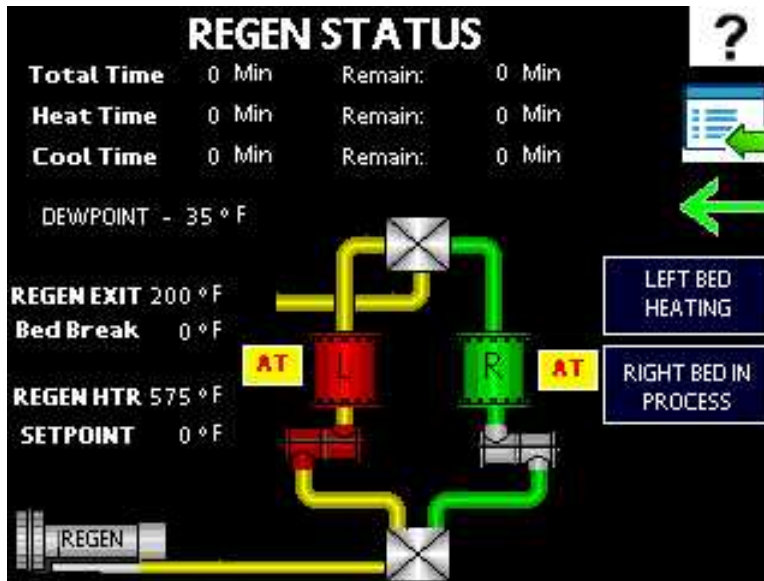 REGEN STATUS
?
Total Time 0 Min Remain: 0 Min
Heat Time 0 Min Remain: 0 Min
Cool Time 0 Min Remain: 0 Min
DEWPOINT - 35 º F
REGEN EXIT 200 º F
Bed Break 0 º F
LEFT BED
HEATING
AT L R AT
RIGHT BED IN
PROCESS
REGEN HTR 575 º F
SETPOINT 0 º F
REGEN